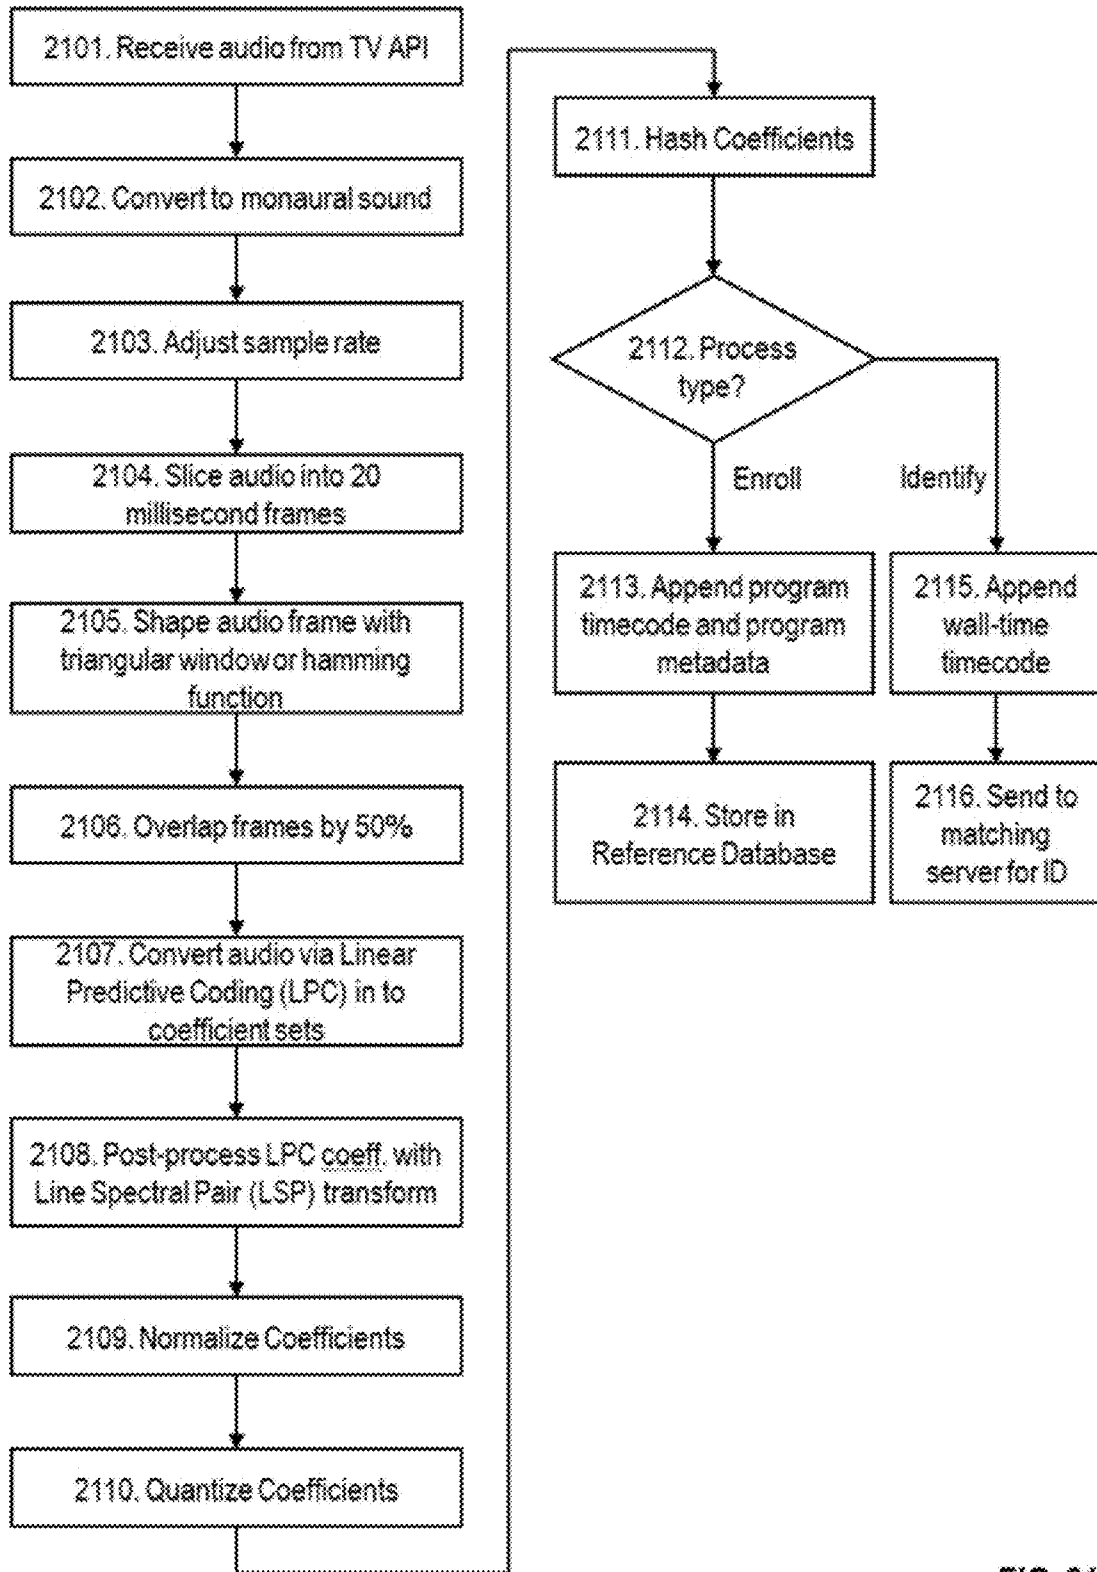 2101. Receive audio from TV API
2102. Convert to monaural sound
2103. Adjust sample rate
2104. Slice audio into 20
millisecond frames
2105. Shape audio frame with
triangular window or hamming
function
2106. Overlap frames by 50%
2107. Convert audio via Linear
Predictive Coding (LPC) in to
coefficient sets
2108. Post-process LPC coeff. with
Line Spectral Pair (LSP) transform
2109. Normalize Coefficients
2110. Quantize Coefficients
2111. Hash Coefficients
2112. Process
type?
Enroll
Identify
2113. Append program
timecode and program
metadata
2114. Store in
Reference Database
2115. Append
wall-time
timecode
2116. Send to
matching
server for ID